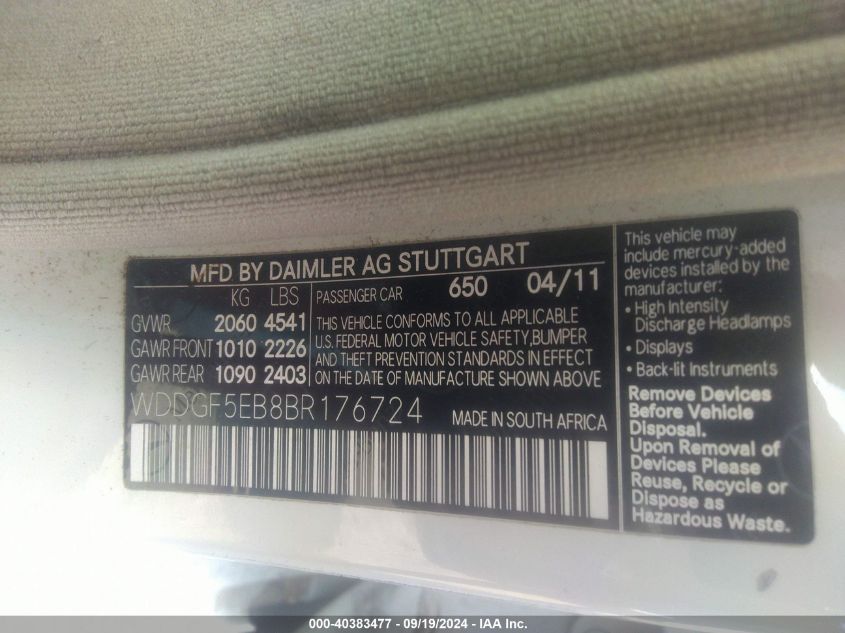 MFD BY DAIMLER AG STUTTGART
KG LBS
GVWR 2060 4541
GAWR FRONT 1010 2226
GAWR REAR 1090 2403
PASSENGER CAR 650 04/11
THIS VEHICLE CONFORMS TO ALL APPLICABLE
U.S. FEDERAL MOTOR VEHICLE SAFETY,BUMPER
AND THEFT PREVENTION STANDARDS IN EFFECT
ON THE DATE OF MANUFACTURE SHOWN ABOVE
WDDGF5EB8BR176724 MADE IN SOUTH AFRICA
This vehicle may
include mercury-added
devices installed by the
manufacturer:
• High Intensity
Discharge Headlamps
• Displays
• Back-lit Instruments
Remove Devices
Before Vehicle
Disposal.
Upon Removal of
Devices Please
Reuse, Recycle or
Dispose as
Hazardous Waste.
000-40383477 - 09/19/2024 - IAA Inc.